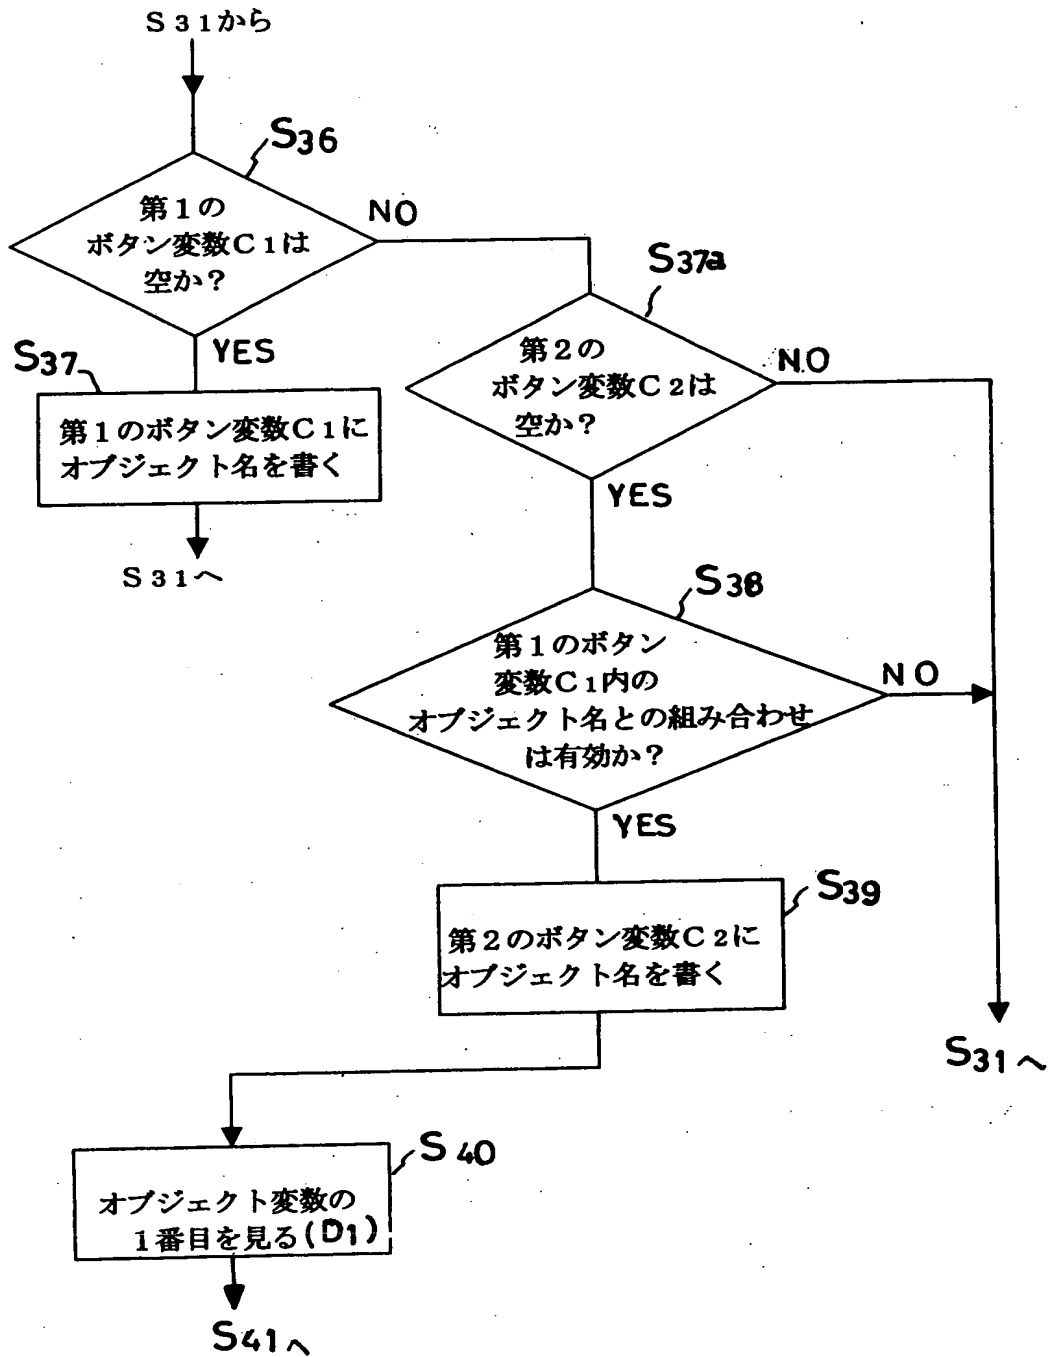 S31から
S36
第1の
ボタン変数C1は
空か?
NO
S37a
YES
S37
第1のボタン変数C1に
オブジェクト名を書く
S31へ
第2の
ボタン変数C2は
空か?
NO
YES
S38
第1のボタン
変数C1内の
オブジェクト名との組み合わせ
は有効か?
NO
YES
S39
第2のボタン変数C2に
オブジェクト名を書く
S31へ
S40
オブジェクト変数の
1番目を見る(D1)
S41へ